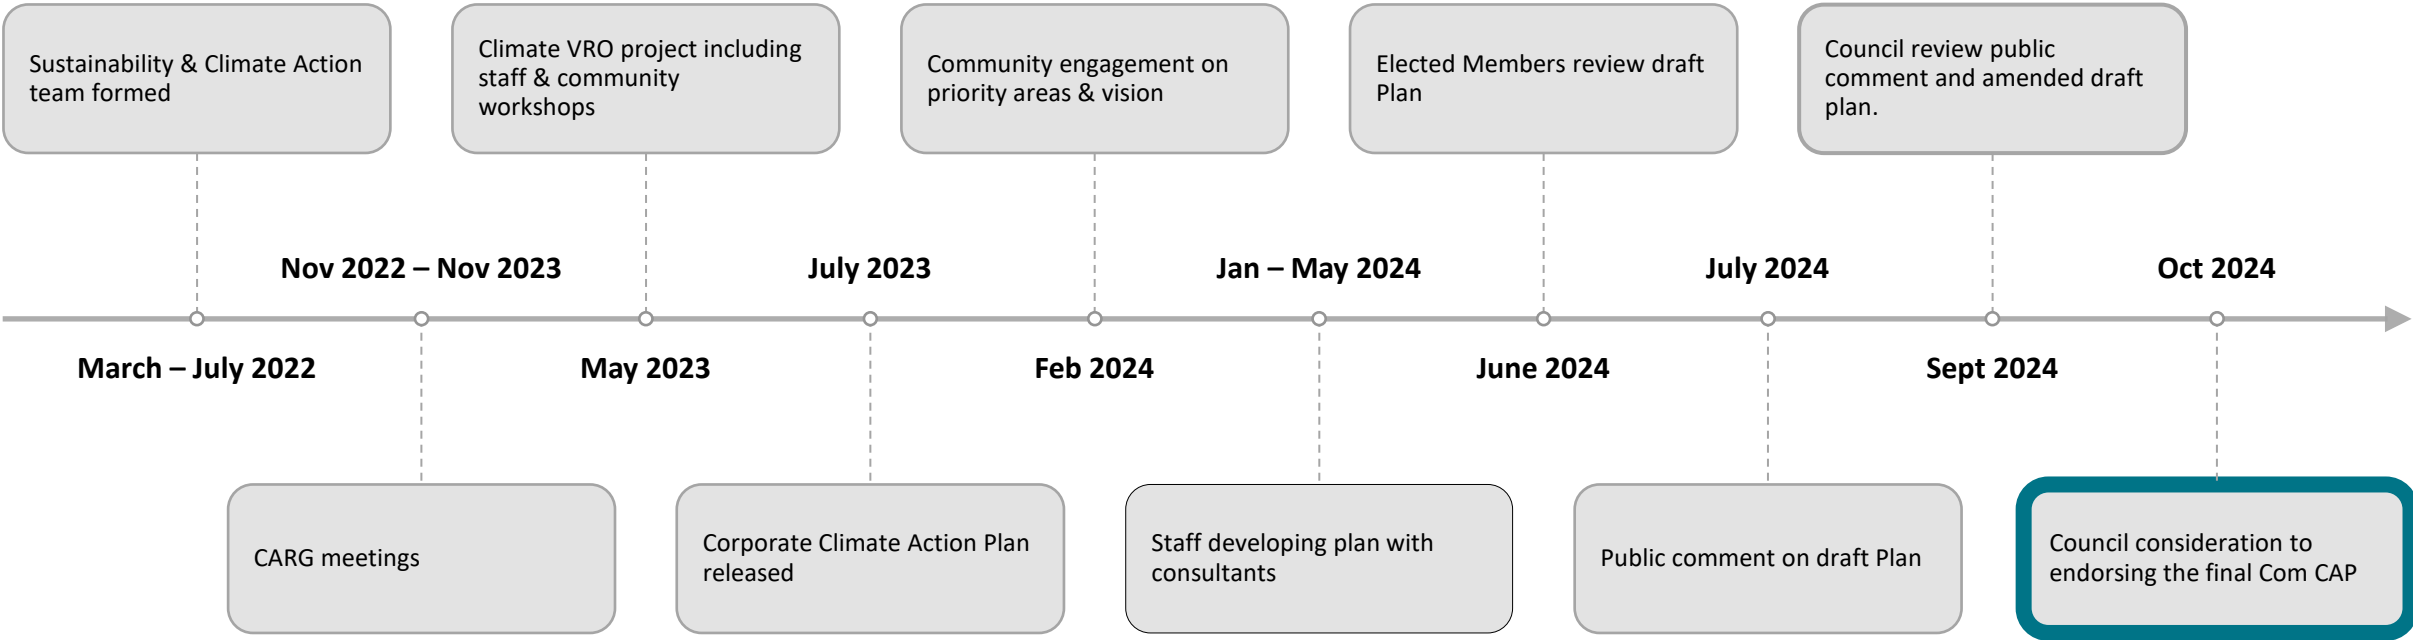 Sustainability & Climate Action
team formed
Climate VRO project including
staff & community
workshops
Community engagement on
priority areas & vision
Elected Members review draft
Plan
Council review public
comment and amended draft
plan.
Nov 2022 – Nov 2023
July 2023
Jan – May 2024
July 2024
Oct 2024
March – July 2022
May 2023
Feb 2024
June 2024
Sept 2024
CARG meetings
Corporate Climate Action Plan
released
Staff developing plan with
consultants
Public comment on draft Plan
Council consideration to
endorsing the final Com CAP